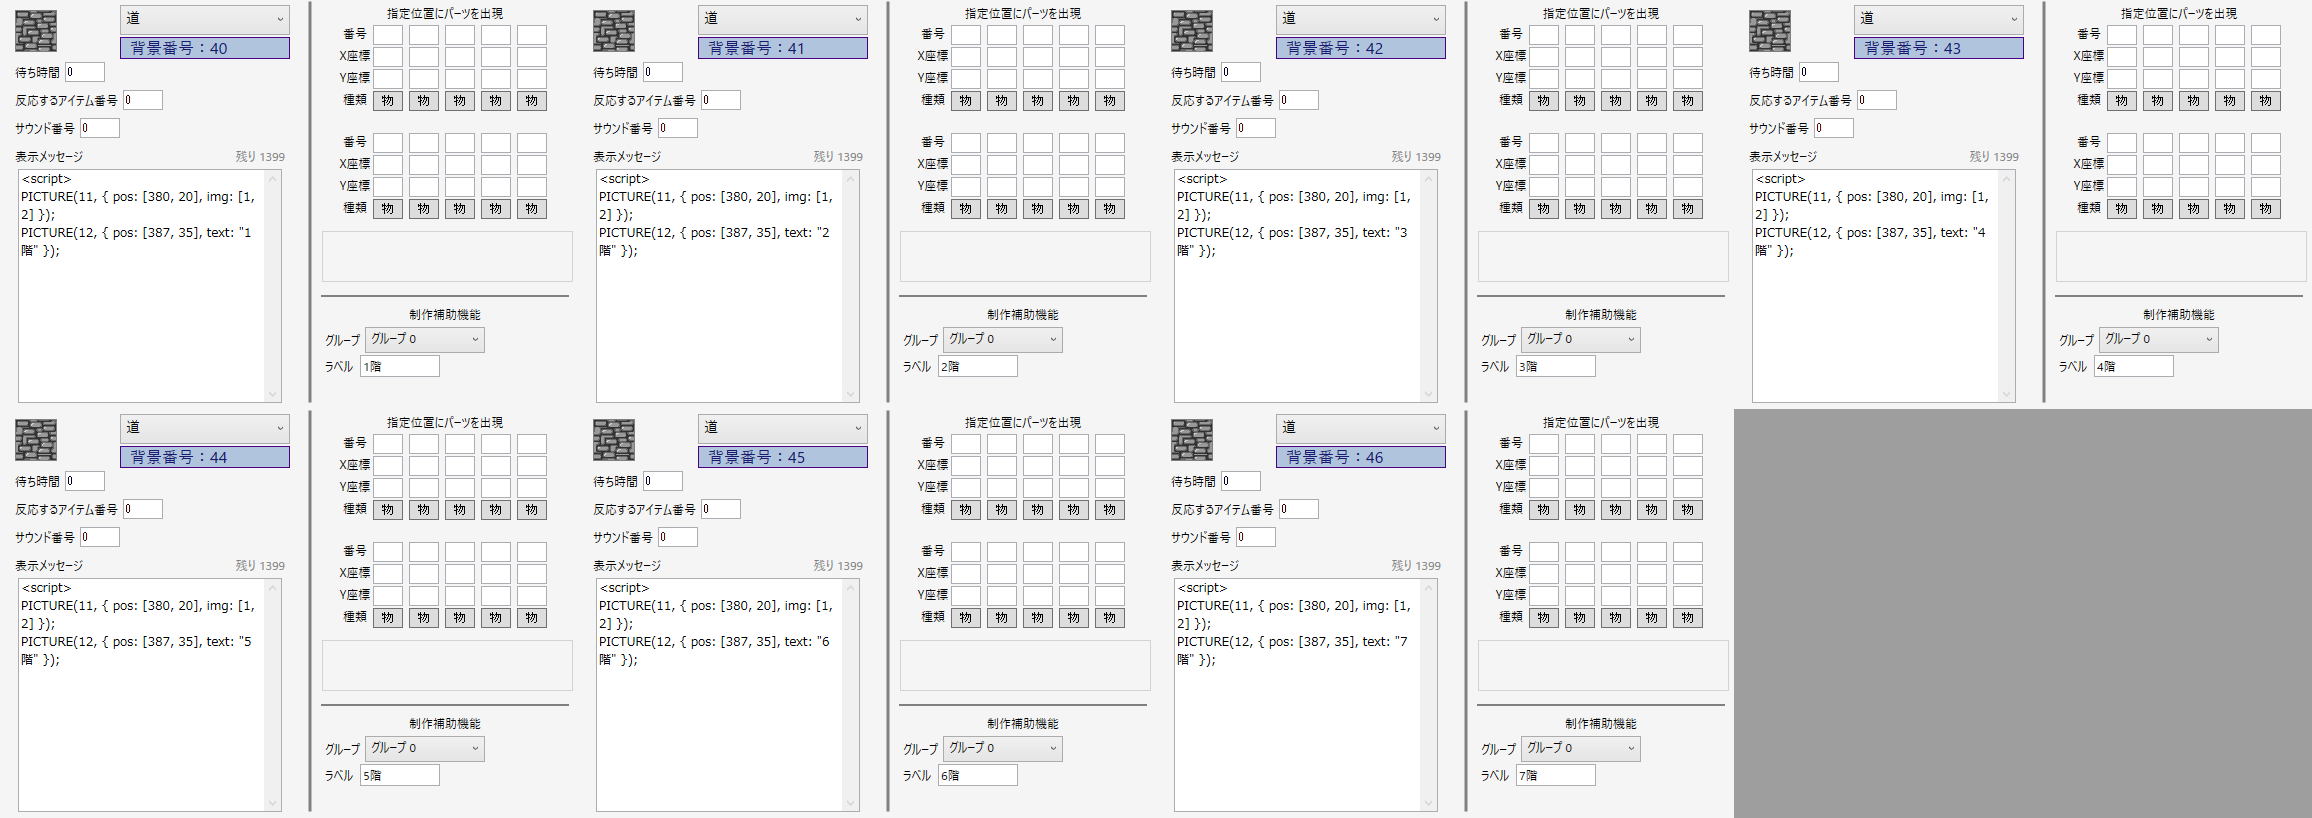 道
背景番号：40
待ち時間 0
反応するアイテム番号 0
サウンド番号 0
表示メッセージ 残り 1399
<script>
PICTURE(11, { pos: [380, 20], img: [1,
2] });
PICTURE(12, { pos: [387, 35], text: "1
階" });
指定位置にパーツを出現
番号
X座標
Y座標
種類 物 物 物 物 物
番号
X座標
Y座標
種類 物 物 物 物 物
制作補助機能
グループ グループ 0
ラベル 1階
道
背景番号：41
待ち時間 0
反応するアイテム番号 0
サウンド番号 0
表示メッセージ 残り 1399
<script>
PICTURE(11, { pos: [380, 20], img: [1,
2] });
PICTURE(12, { pos: [387, 35], text: "2
階" });
指定位置にパーツを出現
番号
X座標
Y座標
種類 物 物 物 物 物
番号
X座標
Y座標
種類 物 物 物 物 物
制作補助機能
グループ グループ 0
ラベル 2階
道
背景番号：42
待ち時間 0
反応するアイテム番号 0
サウンド番号 0
表示メッセージ 残り 1399
<script>
PICTURE(11, { pos: [380, 20], img: [1,
2] });
PICTURE(12, { pos: [387, 35], text: "3
階" });
指定位置にパーツを出現
番号
X座標
Y座標
種類 物 物 物 物 物
番号
X座標
Y座標
種類 物 物 物 物 物
制作補助機能
グループ グループ 0
ラベル 3階
道
背景番号：43
待ち時間 0
反応するアイテム番号 0
サウンド番号 0
表示メッセージ 残り 1399
<script>
PICTURE(11, { pos: [380, 20], img: [1,
2] });
PICTURE(12, { pos: [387, 35], text: "4
階" });
指定位置にパーツを出現
番号
X座標
Y座標
種類 物 物 物 物 物
番号
X座標
Y座標
種類 物 物 物 物 物
制作補助機能
グループ グループ 0
ラベル 4階
道
背景番号：44
待ち時間 0
反応するアイテム番号 0
サウンド番号 0
表示メッセージ 残り 1399
<script>
PICTURE(11, { pos: [380, 20], img: [1,
2] });
PICTURE(12, { pos: [387, 35], text: "5
階" });
指定位置にパーツを出現
番号
X座標
Y座標
種類 物 物 物 物 物
番号
X座標
Y座標
種類 物 物 物 物 物
制作補助機能
グループ グループ 0
ラベル 5階
道
背景番号：45
待ち時間 0
反応するアイテム番号 0
サウンド番号 0
表示メッセージ 残り 1399
<script>
PICTURE(11, { pos: [380, 20], img: [1,
2] });
PICTURE(12, { pos: [387, 35], text: "6
階" });
指定位置にパーツを出現
番号
X座標
Y座標
種類 物 物 物 物 物
番号
X座標
Y座標
種類 物 物 物 物 物
制作補助機能
グループ グループ 0
ラベル 6階
道
背景番号：46
待ち時間 0
反応するアイテム番号 0
サウンド番号 0
表示メッセージ 残り 1399
<script>
PICTURE(11, { pos: [380, 20], img: [1,
2] });
PICTURE(12, { pos: [387, 35], text: "7
階" });
指定位置にパーツを出現
番号
X座標
Y座標
種類 物 物 物 物 物
番号
X座標
Y座標
種類 物 物 物 物 物
制作補助機能
グループ グループ 0
ラベル 7階